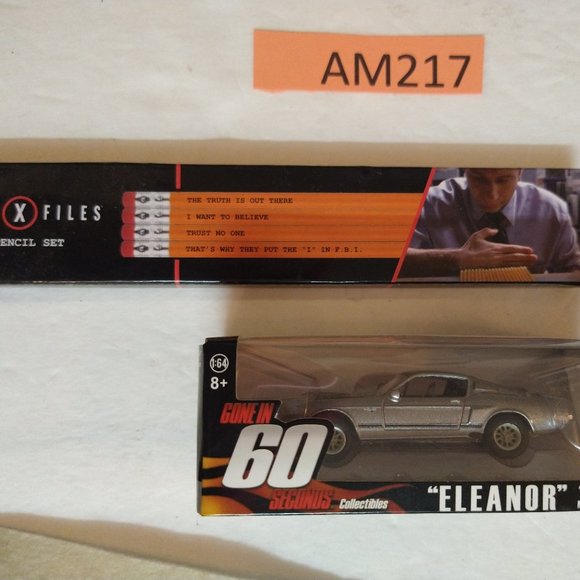 AM217
X FILES
PENCIL SET
THE TRUTH IS OUT THERE
I WANT TO BELIEVE
TRUST NO ONE
THAT'S WHY THEY PUT THE "I" IN F.B.I.
1:64
8+
GONE IN
60
SECONDS Collectibles
"ELEANOR"